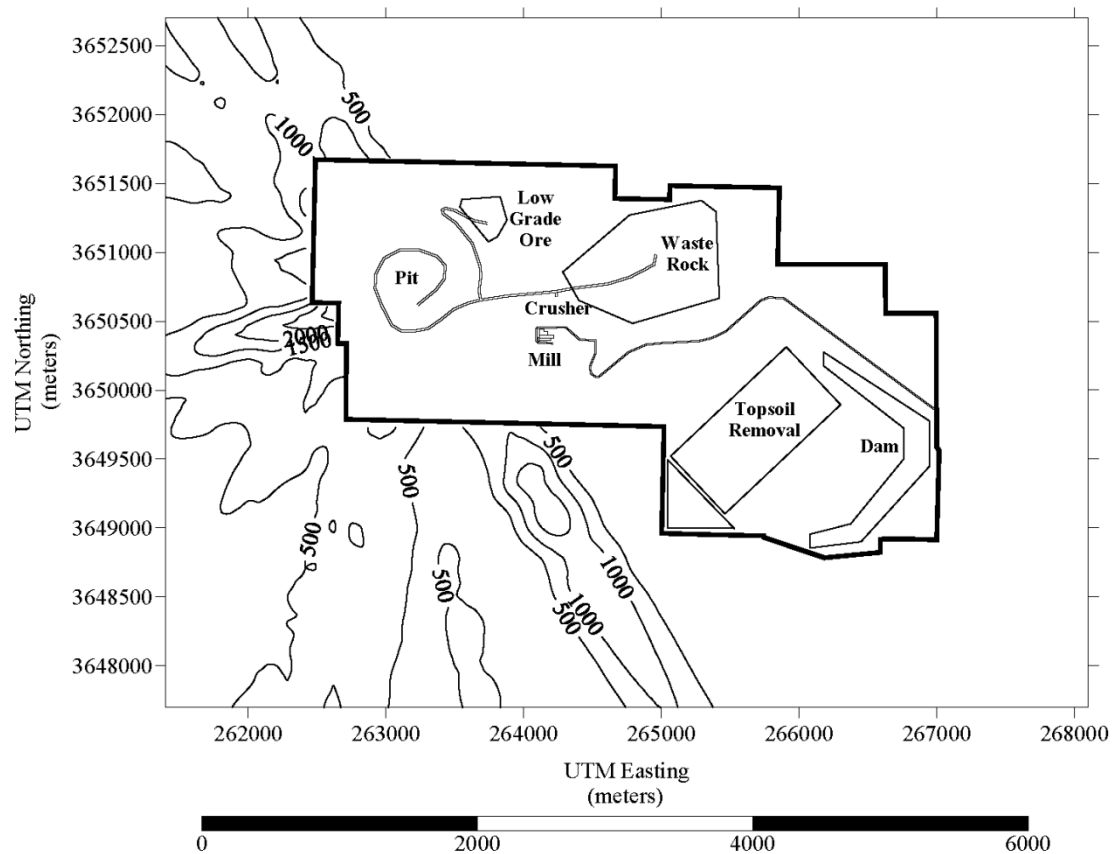 3652500
3652000
3651500
3651000
3650500
3650000
3649500
3649000
3648500
3648000
UTM Northing
(meters)
500
1000
Low
Grade
Ore
Waste
Rock
Pit
Crusher
2000
1500
Mill
Topsoil
Removal
Dam
500
500
500
500
1000
1000
500
262000
263000
264000
265000
266000
267000
268000
UTM Easting
(meters)
0
2000
4000
6000